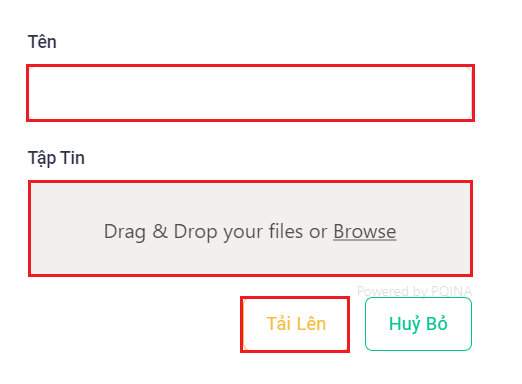 Tên
Tập Tin
Drag & Drop your files or Browse
Powered by PQINA
Tải Lên
Huỷ Bỏ